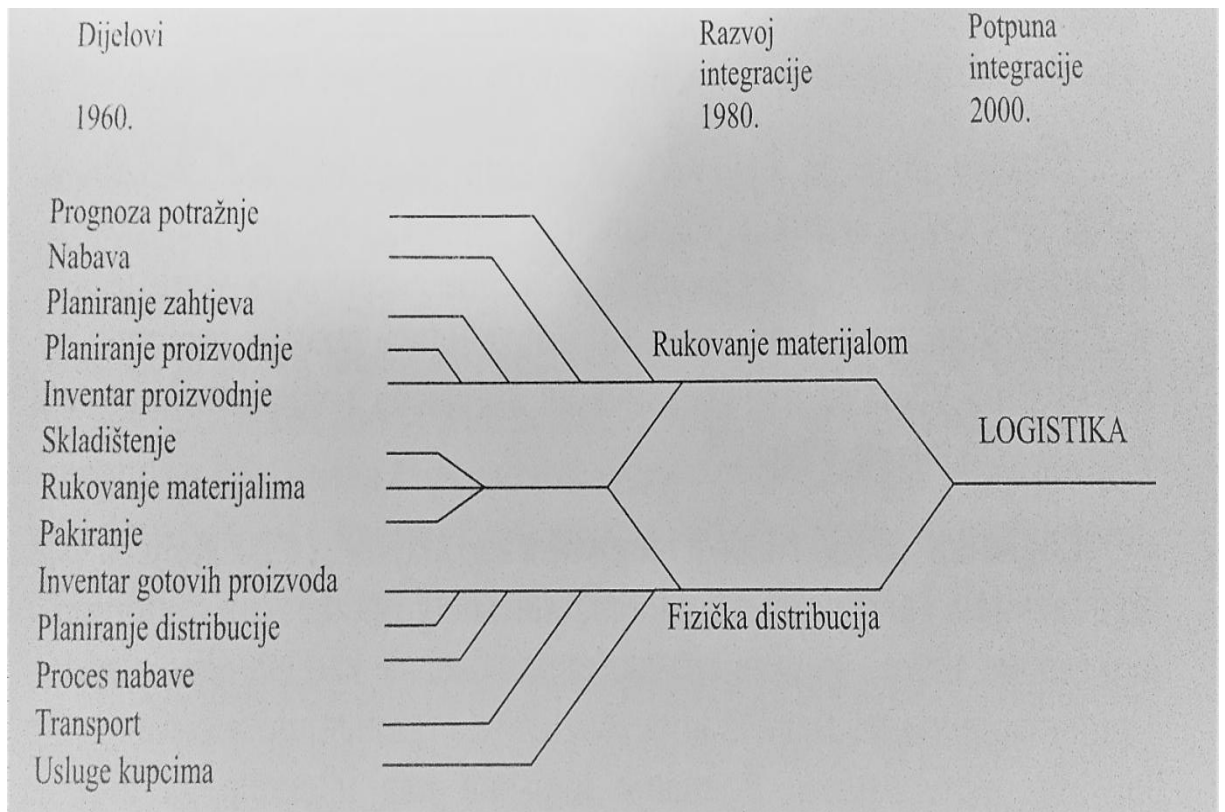 Dijelovi
1960.
Razvoj
integracije
1980.
Potpuna
integracije
2000.
Prognoza potražnje
Nabava
Planiranje zahtjeva
Planiranje proizvodnje
Inventar proizvodnje
Skladištenje
Rukovanje materijalima
Pakiranje
Inventar gotovih proizvoda
Planiranje distribucije
Proces nabave
Transport
Usluge kupcima
Rukovanje materijalom
Fizička distribucija
LOGISTIKA